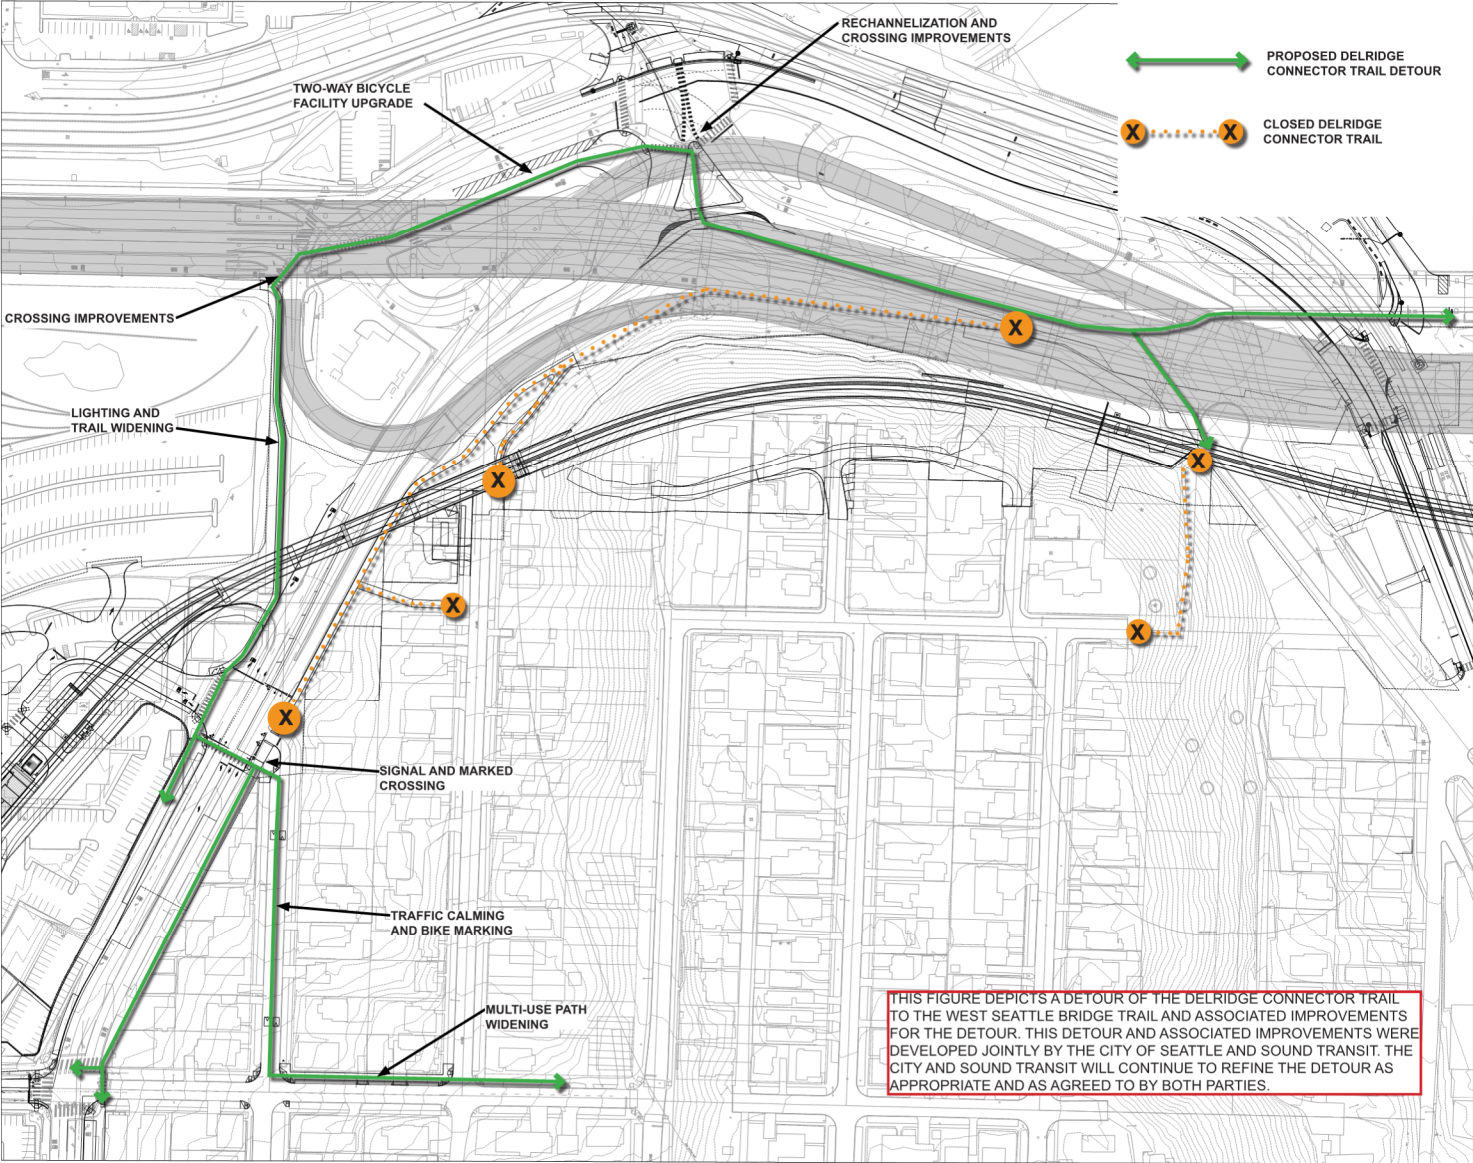 RECHANNELIZATION AND
CROSSING IMPROVEMENTS
PROPOSED DELRIDGE
CONNECTOR TRAIL DETOUR
TWO-WAY BICYCLE
FACILITY UPGRADE
X
X
CLOSED DELRIDGE
CONNECTOR TRAIL
CROSSING IMPROVEMENTS
X
LIGHTING AND
TRAIL WIDENING
X
X
X
X
X
SIGNAL AND MARKED
CROSSING
TRAFFIC CALMING
AND BIKE MARKING
MULTI-USE PATH
WIDENING
THIS FIGURE DEPICTS A DETOUR OF THE DELRIDGE CONNECTOR TRAIL
TO THE WEST SEATTLE BRIDGE TRAIL AND ASSOCIATED IMPROVEMENTS
FOR THE DETOUR. THIS DETOUR AND ASSOCIATED IMPROVEMENTS WERE
DEVELOPED JOINTLY BY THE CITY OF SEATTLE AND SOUND TRANSIT. THE
CITY AND SOUND TRANSIT WILL CONTINUE TO REFINE THE DETOUR AS
APPROPRIATE AND AS AGREED TO BY BOTH PARTIES.